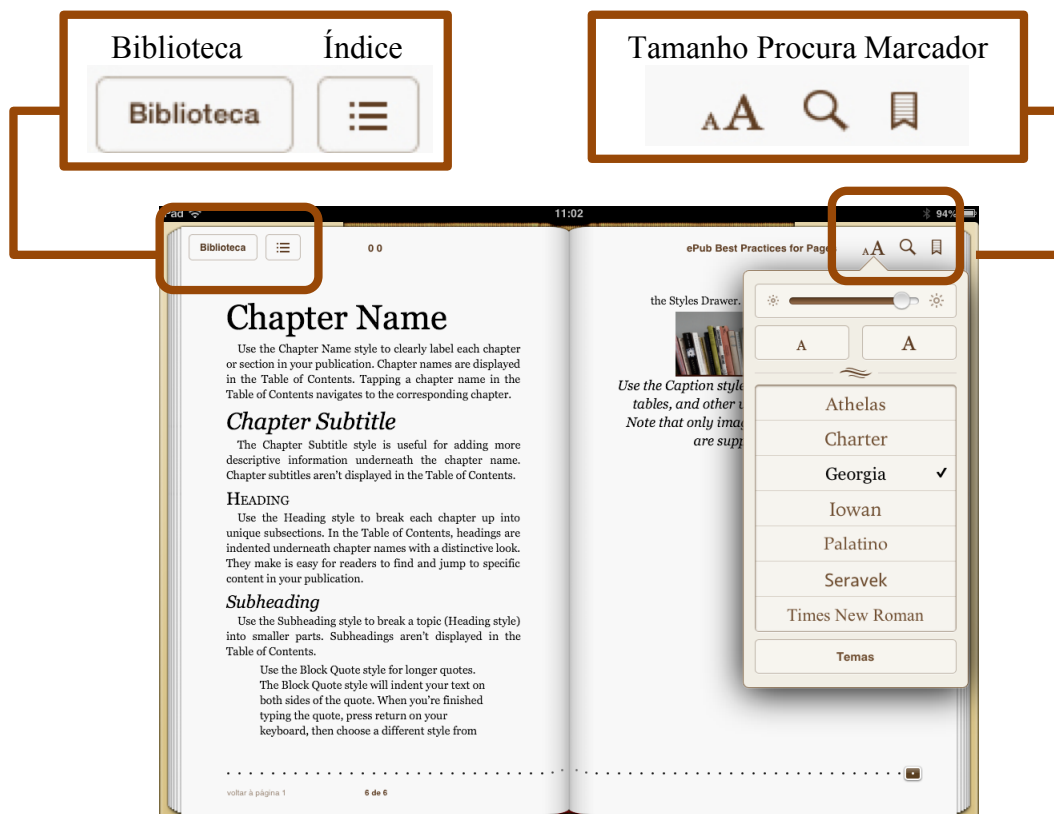 Biblioteca Índice
Biblioteca
Tamanho Procura Marcador
AA
Pad 11:02 94%
Biblioteca 0 0 ePub Best Practices for Pages AA
Chapter Name
Use the Chapter Name style to clearly label each chapter
or section in your publication. Chapter names are displayed
in the Table of Contents. Tapping a chapter name in the
Table of Contents navigates to the corresponding chapter.
Chapter Subtitle
The Chapter Subtitle style is useful for adding more
descriptive information underneath the chapter name.
Chapter subtitles aren't displayed in the Table of Contents.
HEADING
Use the Heading style to break each chapter up into
unique subsections. In the Table of Contents, headings are
indented underneath chapter names with a distinctive look.
They make is easy for readers to find and jump to specific
content in your publication.
Subheading
Use the Subheading style to break a topic (Heading style)
into smaller parts. Subheadings aren't displayed in the
Table of Contents.
Use the Block Quote style for longer quotes.
The Block Quote style will indent your text on
both sides of the quote. When you're finished
typing the quote, press return on your
keyboard, then choose a different style from
voltar à página 1 6 de 6
the Styles Drawer.
Use the Caption style
tables, and other
Note that only
are
A A
Athelas
Charter
Georgia
Iowan
Palatino
Seravek
Times New Roman
Temas